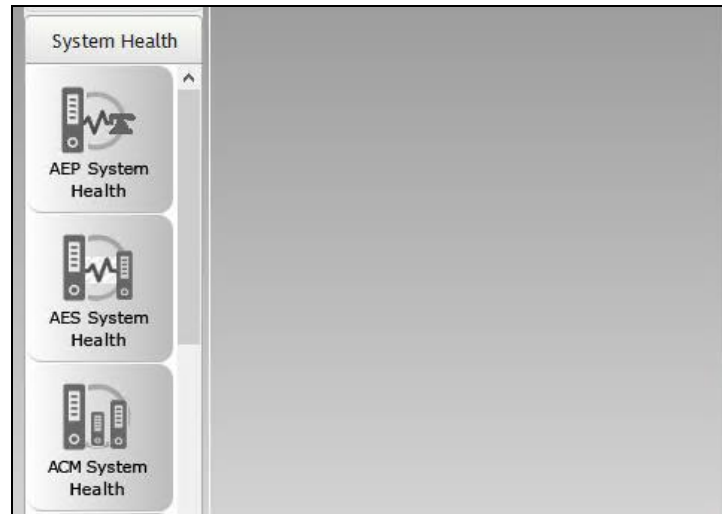 System Health
AEP System
Health
AES System
Health
ACM System
Health